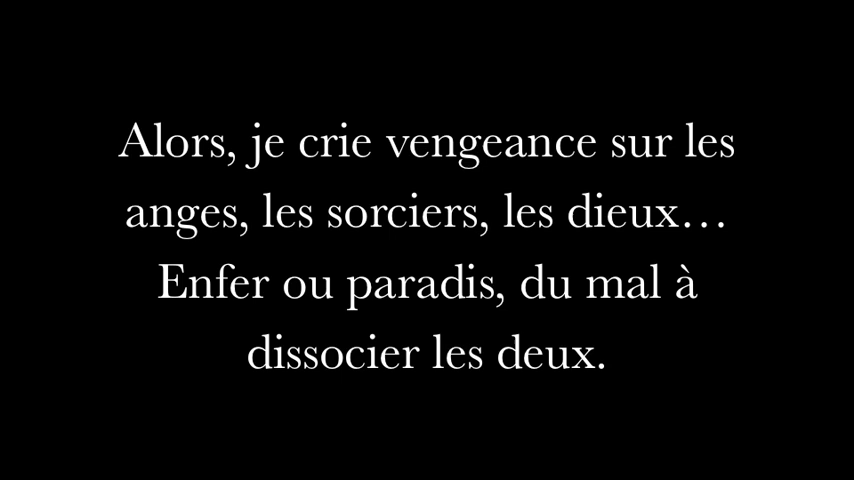 Alors, je crie vengeance sur les
anges, les sorciers, les dieux…
Enfer ou paradis, du mal à
dissocier les deux.